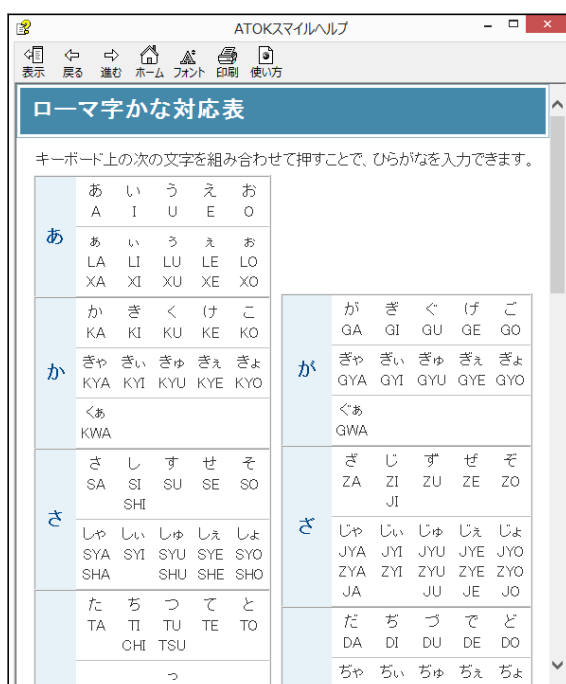 ATOKスマイルヘルプ
表示 戻る 進む ホーム フォント 印刷 使い方
ローマ字かな対応表
キーボード上の次の文字を組み合わせて押すことで、ひらがなを入力できます。
あ
あ い う え お
A I U E O
ぁ ぃ ぅ ぇ ぉ
LA LI LU LE LO
XA XI XU XE XO
か
か き く け こ
KA KI KU KE KO
きゃ きぃ きゅ きぇ きょ
KYA KYI KYU KYE KYO
くぁ
KWA
が
が ぎ ぐ げ ご
GA GI GU GE GO
ぎゃ ぎぃ ぎゅ ぎぇ ぎょ
GYA GYI GYU GYE GYO
ぐぁ
GWA
さ
さ し す せ そ
SA SI SU SE SO
SHI
しゃ しぃ しゅ しぇ しょ
SYA SYI SYU SYE SYO
SHA SHU SHE SHO
ざ
ざ じ ず ぜ ぞ
ZA ZI ZU ZE ZO
JI
じゃ じぃ じゅ じぇ じょ
JYA JYI JYU JYE JYO
ZYA ZYI ZYU ZYE ZYO
JA JU JE JO
た ち つ て と
TA TI TU TE TO
CHI TSU
っ
だ ぢ づ で ど
DA DI DU DE DO
ぢゃ ぢぃ ぢゅ ぢぇ ぢょ